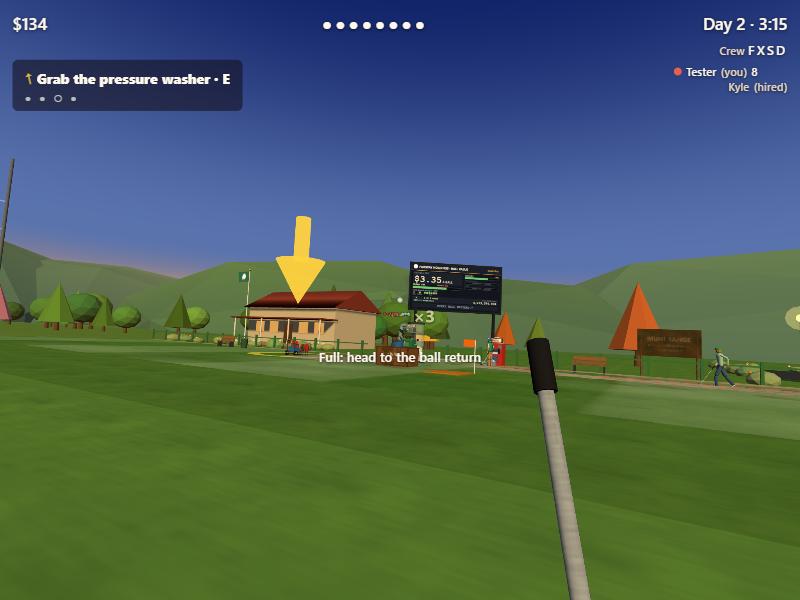 $134
Day 2 · 3:15
Crew FXSD
Grab the pressure washer · E
Tester (you) 8
Kyle (hired)
$3.35
×3
Full: head to the ball return